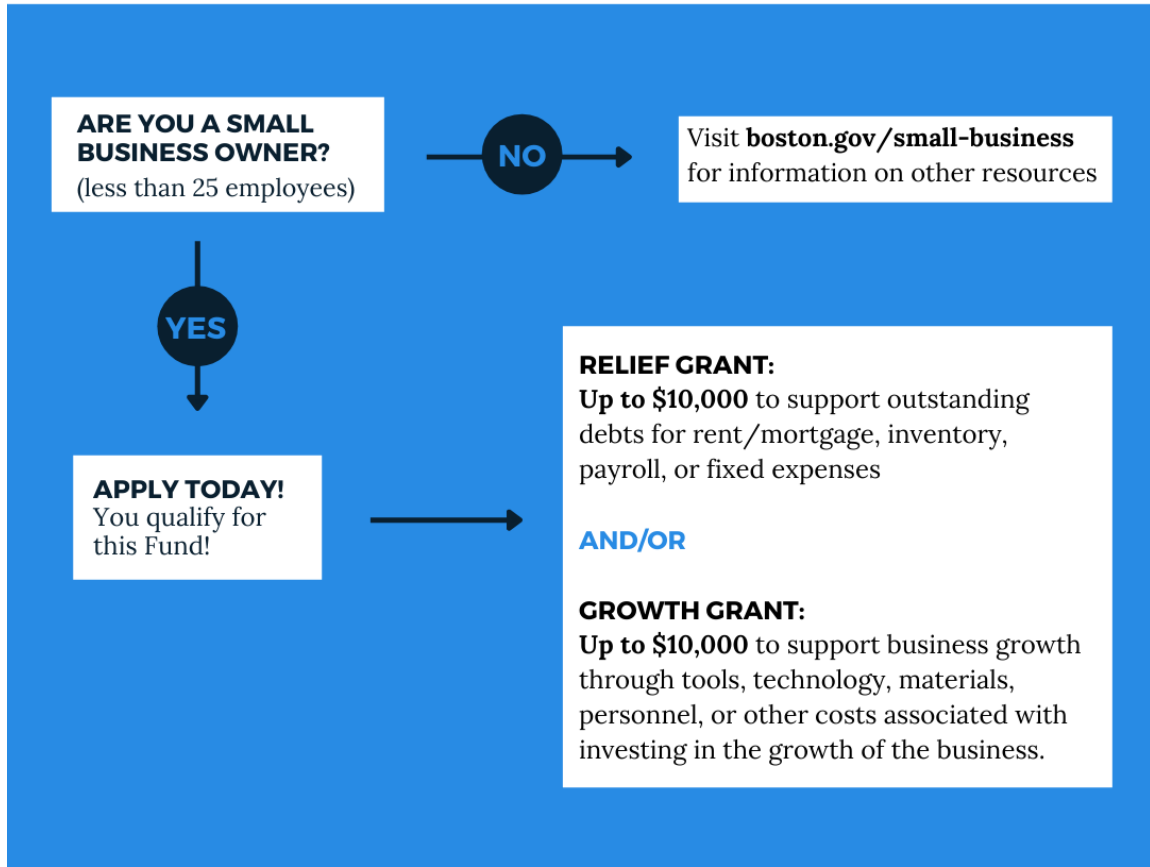 ARE YOU A SMALL
BUSINESS OWNER?
(less than 25 employees)
NO
Visit boston.gov/small-business
for information on other resources
YES
APPLY TODAY!
You qualify for
this Fund!
RELIEF GRANT:
Up to $10,000 to support outstanding
debts for rent/mortgage, inventory,
payroll, or fixed expenses
AND/OR
GROWTH GRANT:
Up to $10,000 to support business growth
through tools, technology, materials,
personnel, or other costs associated with
investing in the growth of the business.